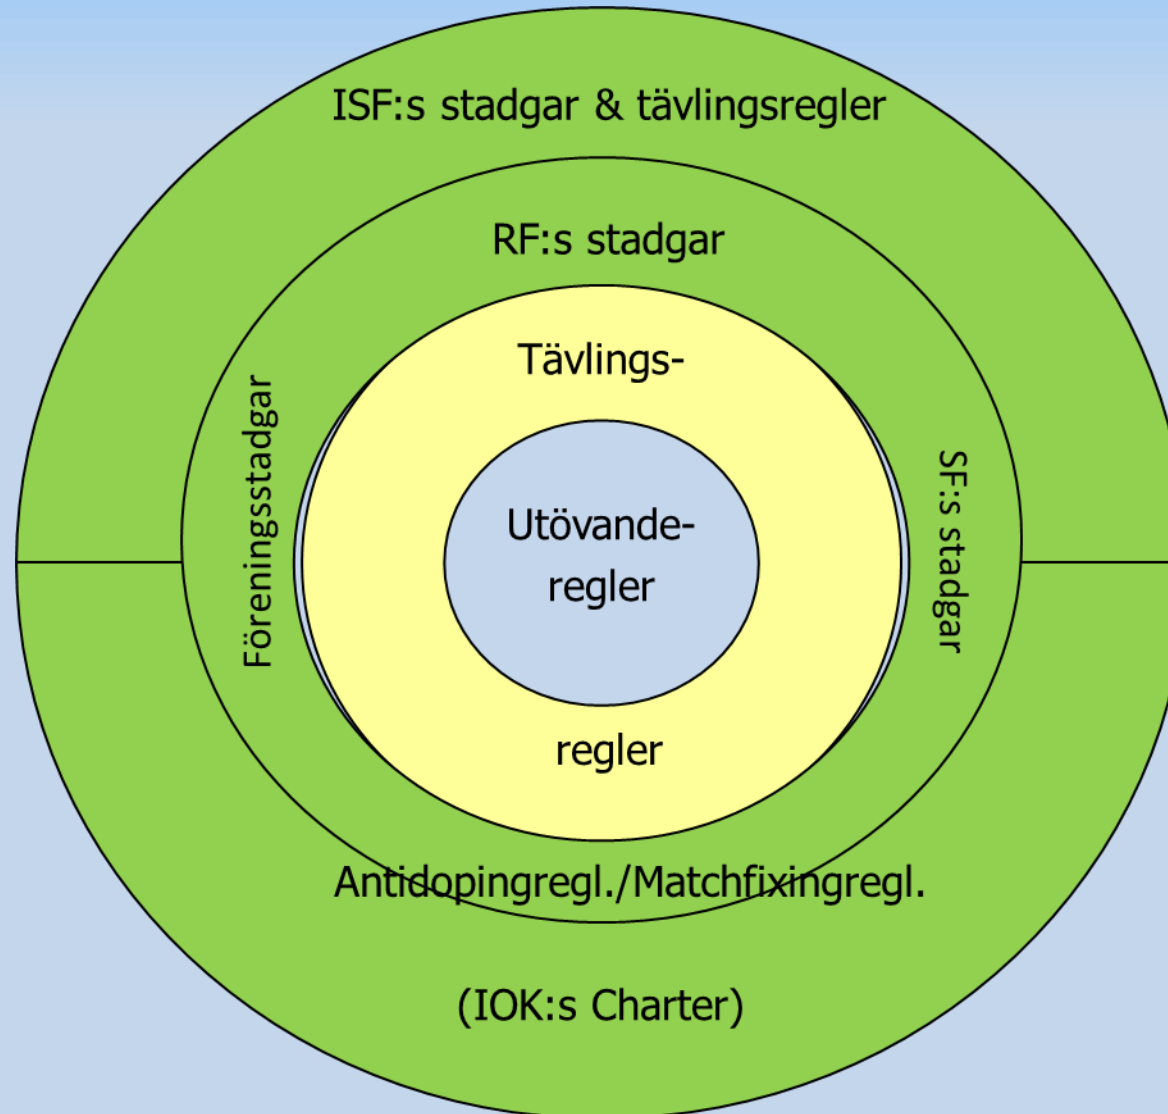 ISF:s stadgar & tävlingsregler
RF:s stadgar
Tävlings-
Föreningsstadgar
Utövande-
regler
SF:s stadgar
regler
Antidopingregl./Matchfixingregl.
(IOK:s Charter)